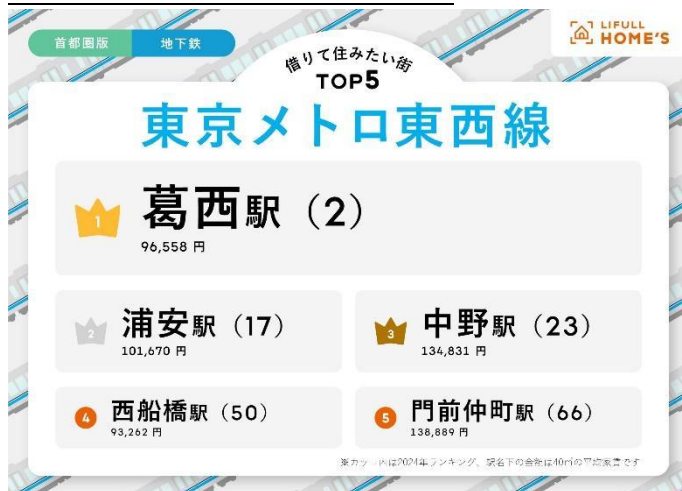 首都圏版
地下鉄
LIFULL
HOME'S
借りて住みたい街
TOP5
東京メトロ東西線
1
葛西駅（2）
96,558 円
2
浦安駅（17）
101,670 円
3
中野駅（23）
134,831 円
4
西船橋駅（50）
93,262 円
5
門前仲町駅（66）
138,889 円
※カッコ内は2024年ランキング、駅名下の金額は40㎡の平均家賃です